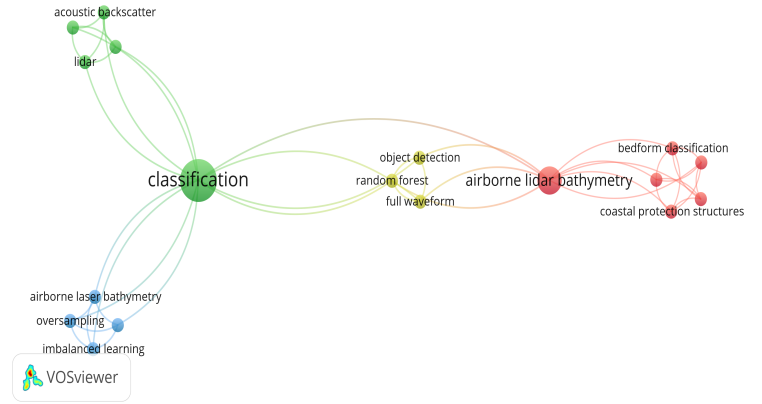 acoustic backscatter
lidar
classification
object detection
random forest
full waveform
airborne lidar bathymetry
bedform classification
coastal protection structures
airborne laser bathymetry
oversampling
imbalanced learning
VOSviewer